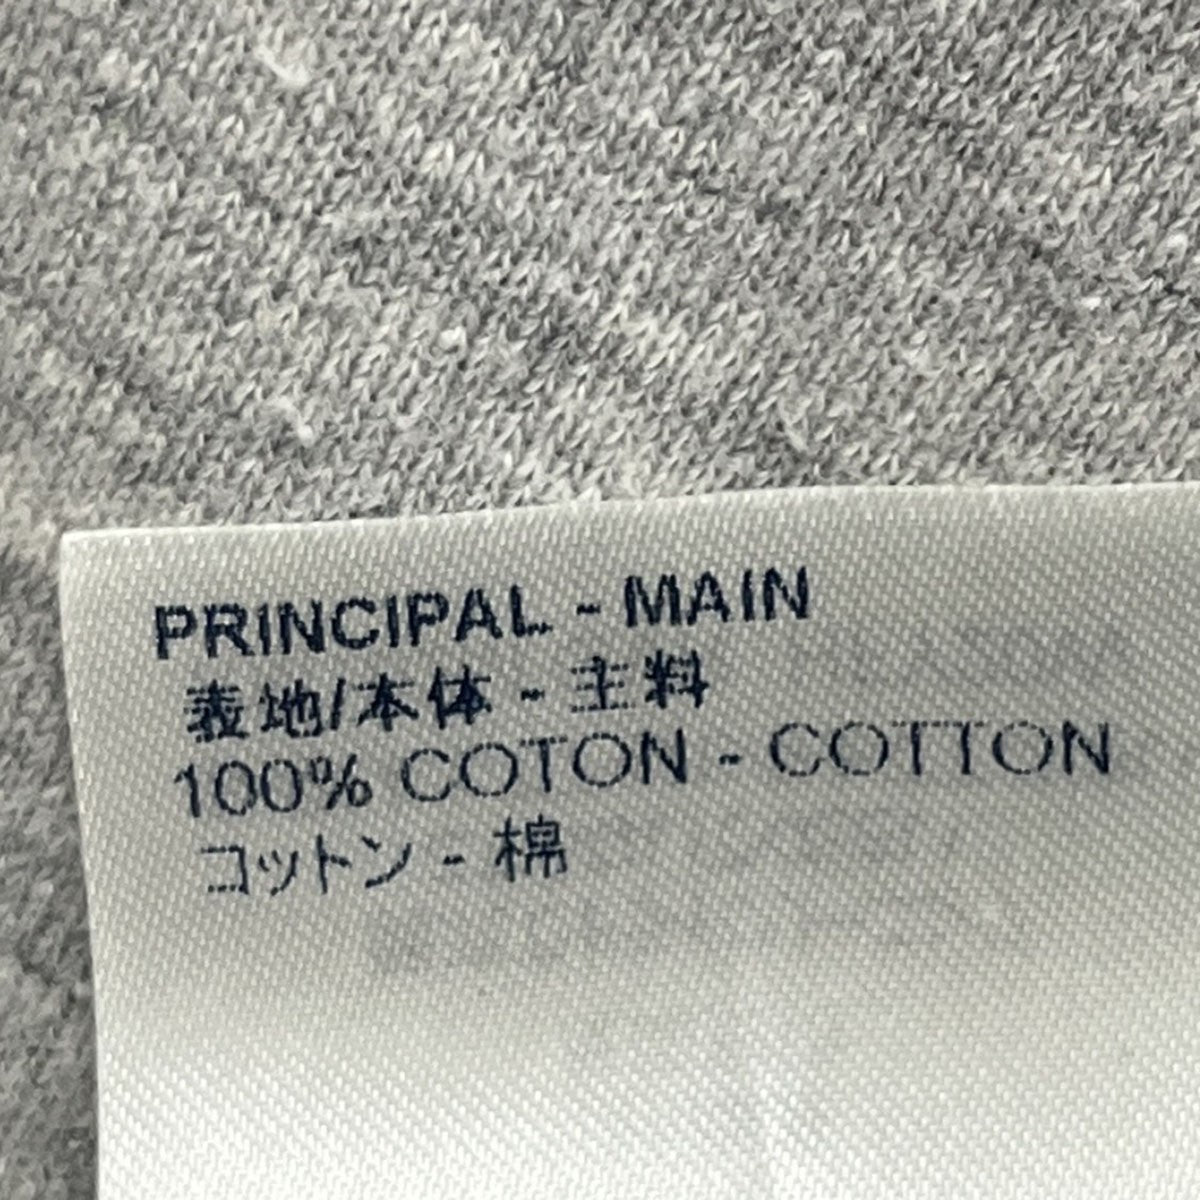 PRINCIPAL - MAIN
表地/本体 - 主料
100% COTON - COTTON
コットン - 棉